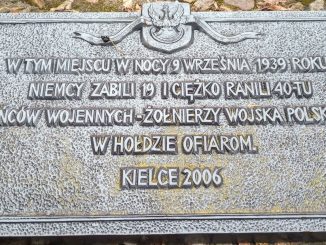 W TYM MIEJSCU W NOCY 9 WRZEŚNIA 1939 ROKU
NIEMCY ZABILI 19 I CIĘŻKO RANILI 40-TU
WOJENNYCH - ŻOŁNIERZY WOJSKA
W HOŁDZIE OFIAROM.
KIELCE 2006